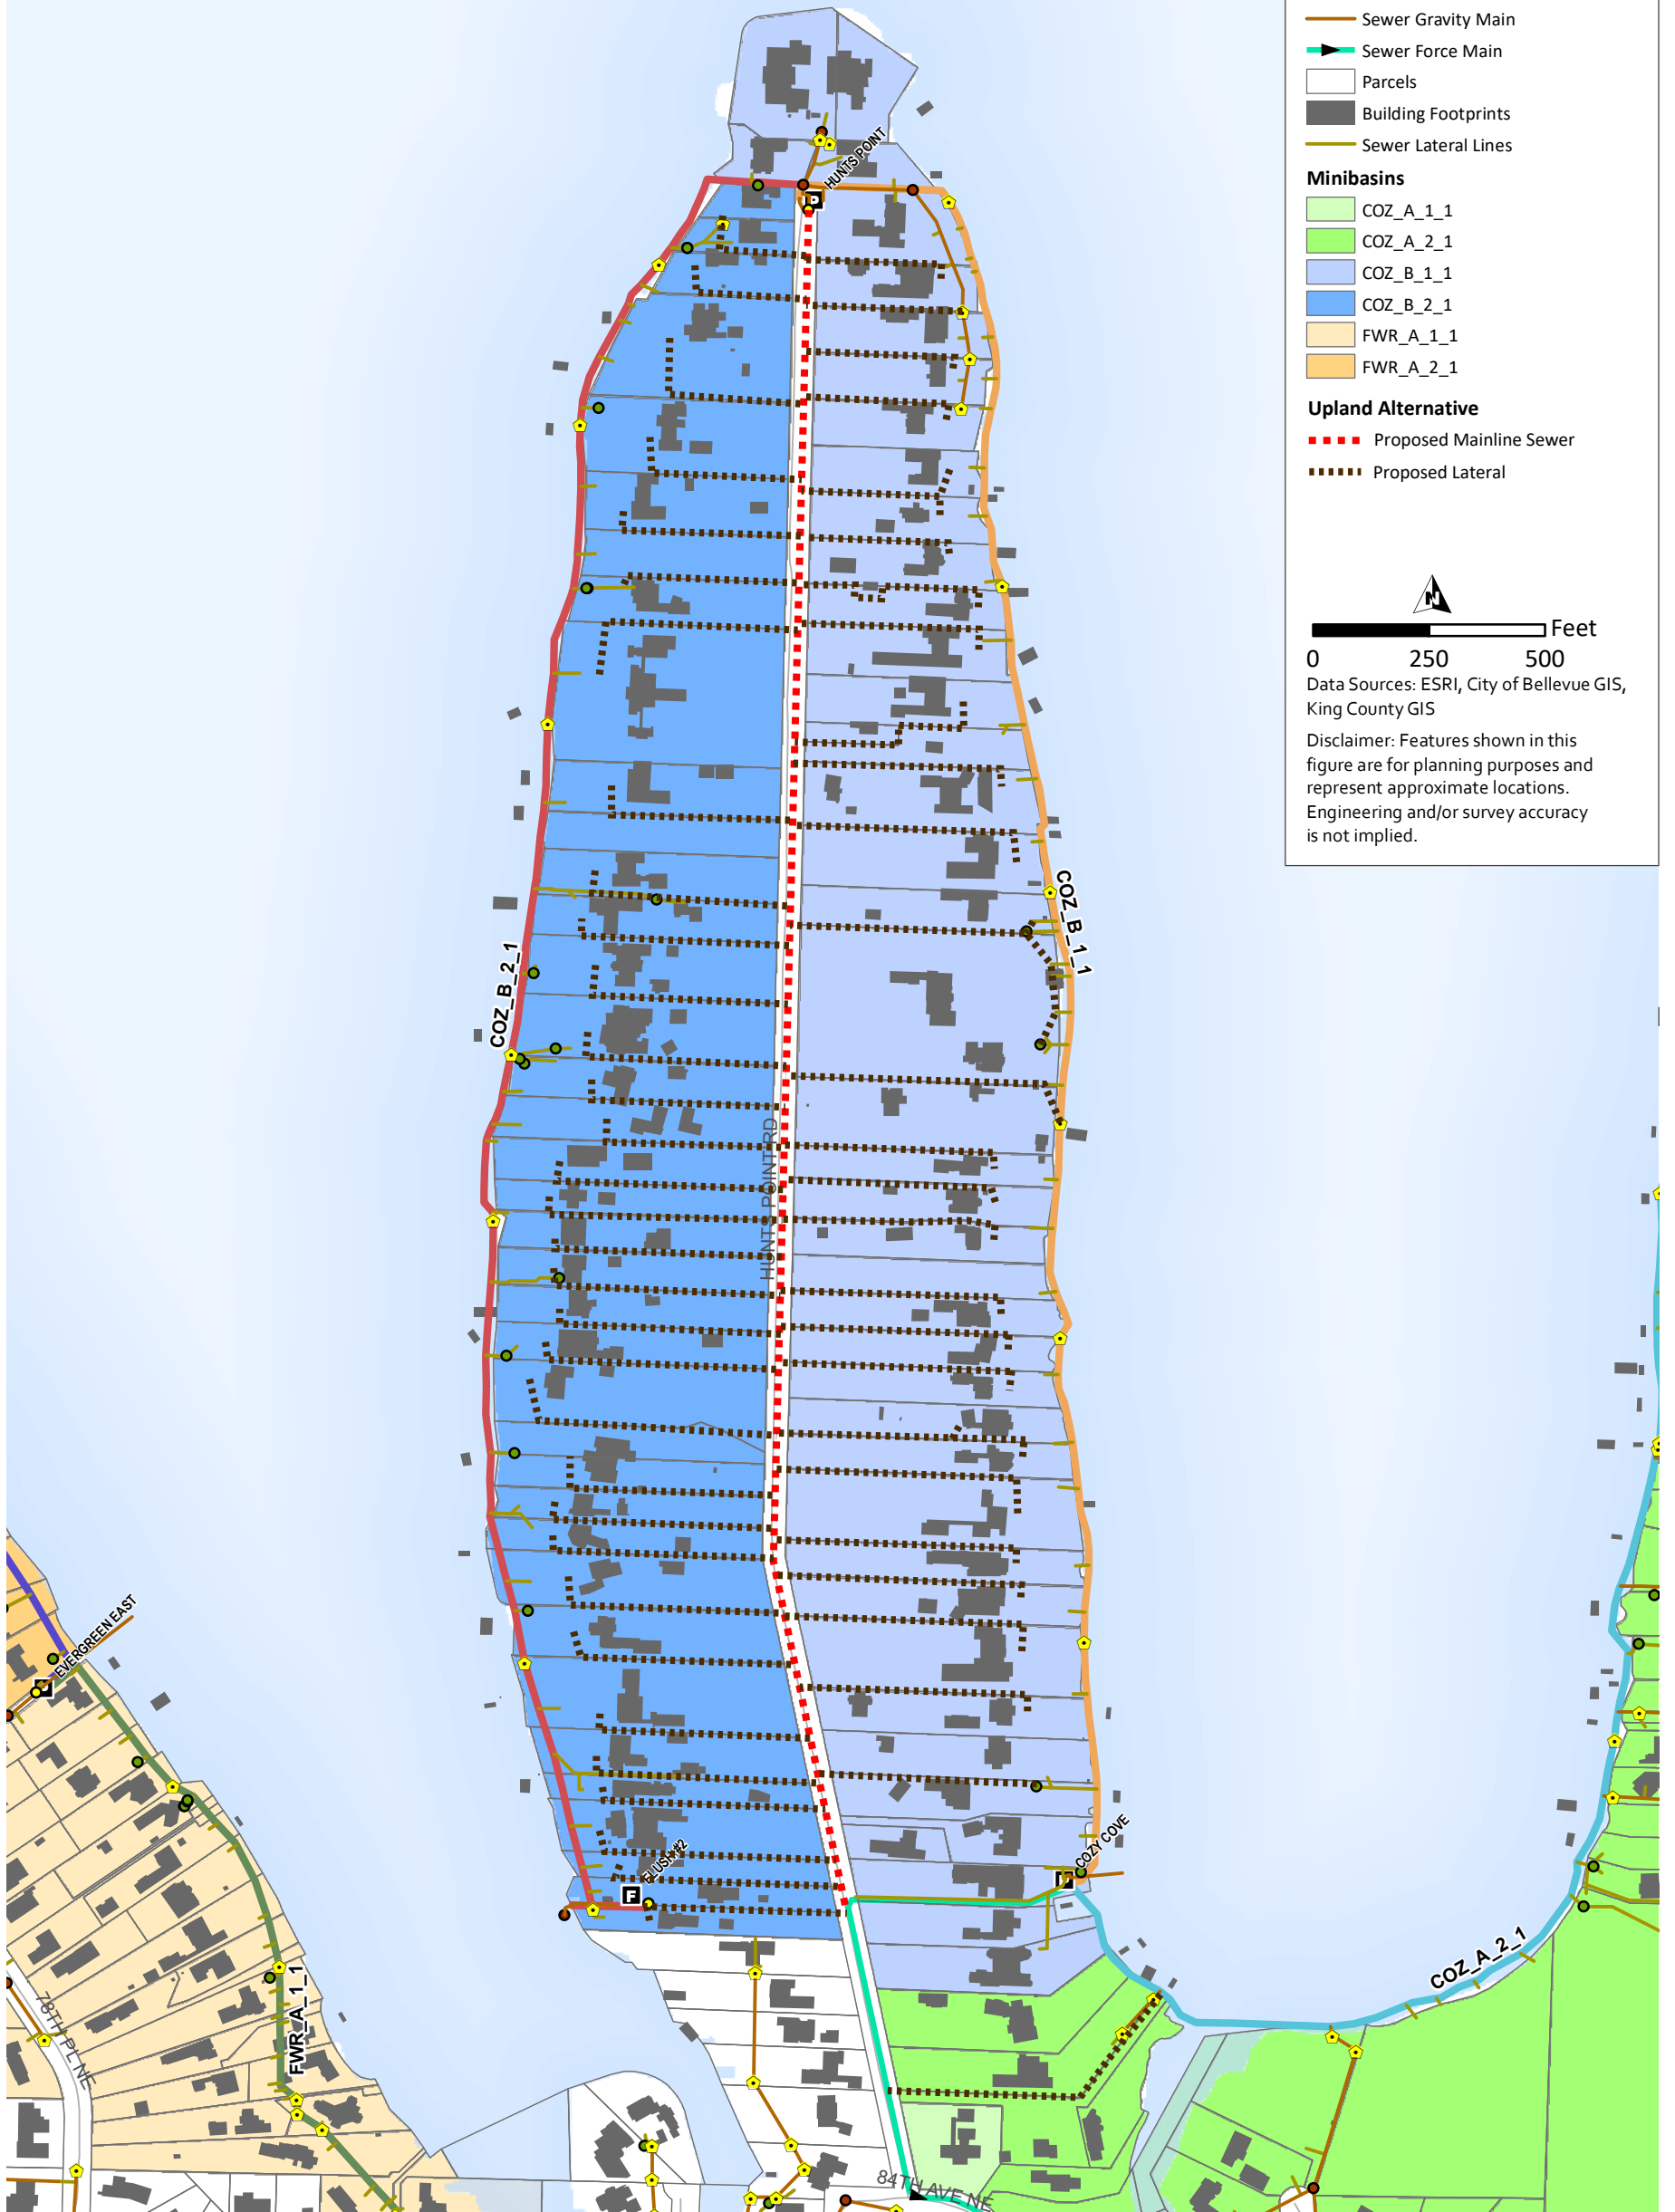 Sewer Gravity Main
Sewer Force Main
Parcels
Building Footprints
Sewer Lateral Lines
Minibasins
COZ_A_1_1
COZ_A_2_1
COZ_B_1_1
COZ_B_2_1
FWR_A_1_1
FWR_A_2_1
Upland Alternative
Proposed Mainline Sewer
Proposed Lateral
N
Feet
0 250 500
Data Sources: ESRI, City of Bellevue GIS,
King County GIS
Disclaimer: Features shown in this
figure are for planning purposes and
represent approximate locations.
Engineering and/or survey accuracy
is not implied.
HUNTS POINT
P
COZ_B_1_1
COZ_B_2_1
HUNTS POINT RD
EVERGREEN EAST
FLUSH #2
F
COZY COVE
COZ_A_2_1
FWR_A_1_1
78TH PL NE
84TH AVE NE